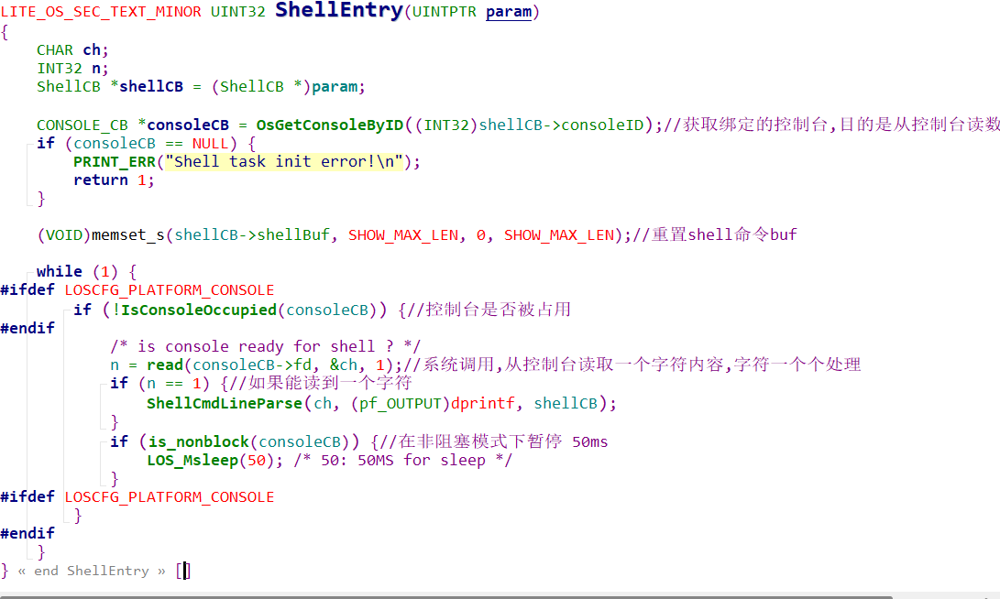 LITE_OS_SEC_TEXT_MINOR UINT32 ShellEntry(UINTPTR param)
{
    CHAR ch;
    INT32 n;
    ShellCB *shellCB = (ShellCB *)param;

    CONSOLE_CB *consoleCB = OsGetConsoleByID((INT32)shellCB->consoleID);//获取绑定的控制台,目的是从控制台读数
    if (consoleCB == NULL) {
        PRINT_ERR("Shell task init error!\n");
        return 1;
    }

    (VOID)memset_s(shellCB->shellBuf, SHOW_MAX_LEN, 0, SHOW_MAX_LEN);//重置shell命令buf

    while (1) {
#ifdef LOSCFG_PLATFORM_CONSOLE
        if (!IsConsoleOccupied(consoleCB)) {//控制台是否被占用
#endif
            /* is console ready for shell ? */
            n = read(consoleCB->fd, &ch, 1);//系统调用,从控制台读取一个字符内容,字符一个个处理
            if (n == 1) {//如果能读到一个字符
                ShellCmdLineParse(ch, (pf_OUTPUT)dprintf, shellCB);
            }
            if (is_nonblock(consoleCB)) {//在非阻塞模式下暂停 50ms
                LOS_Msleep(50); /* 50: 50MS for sleep */
            }
#ifdef LOSCFG_PLATFORM_CONSOLE
        }
#endif
    }
} « end ShellEntry » []